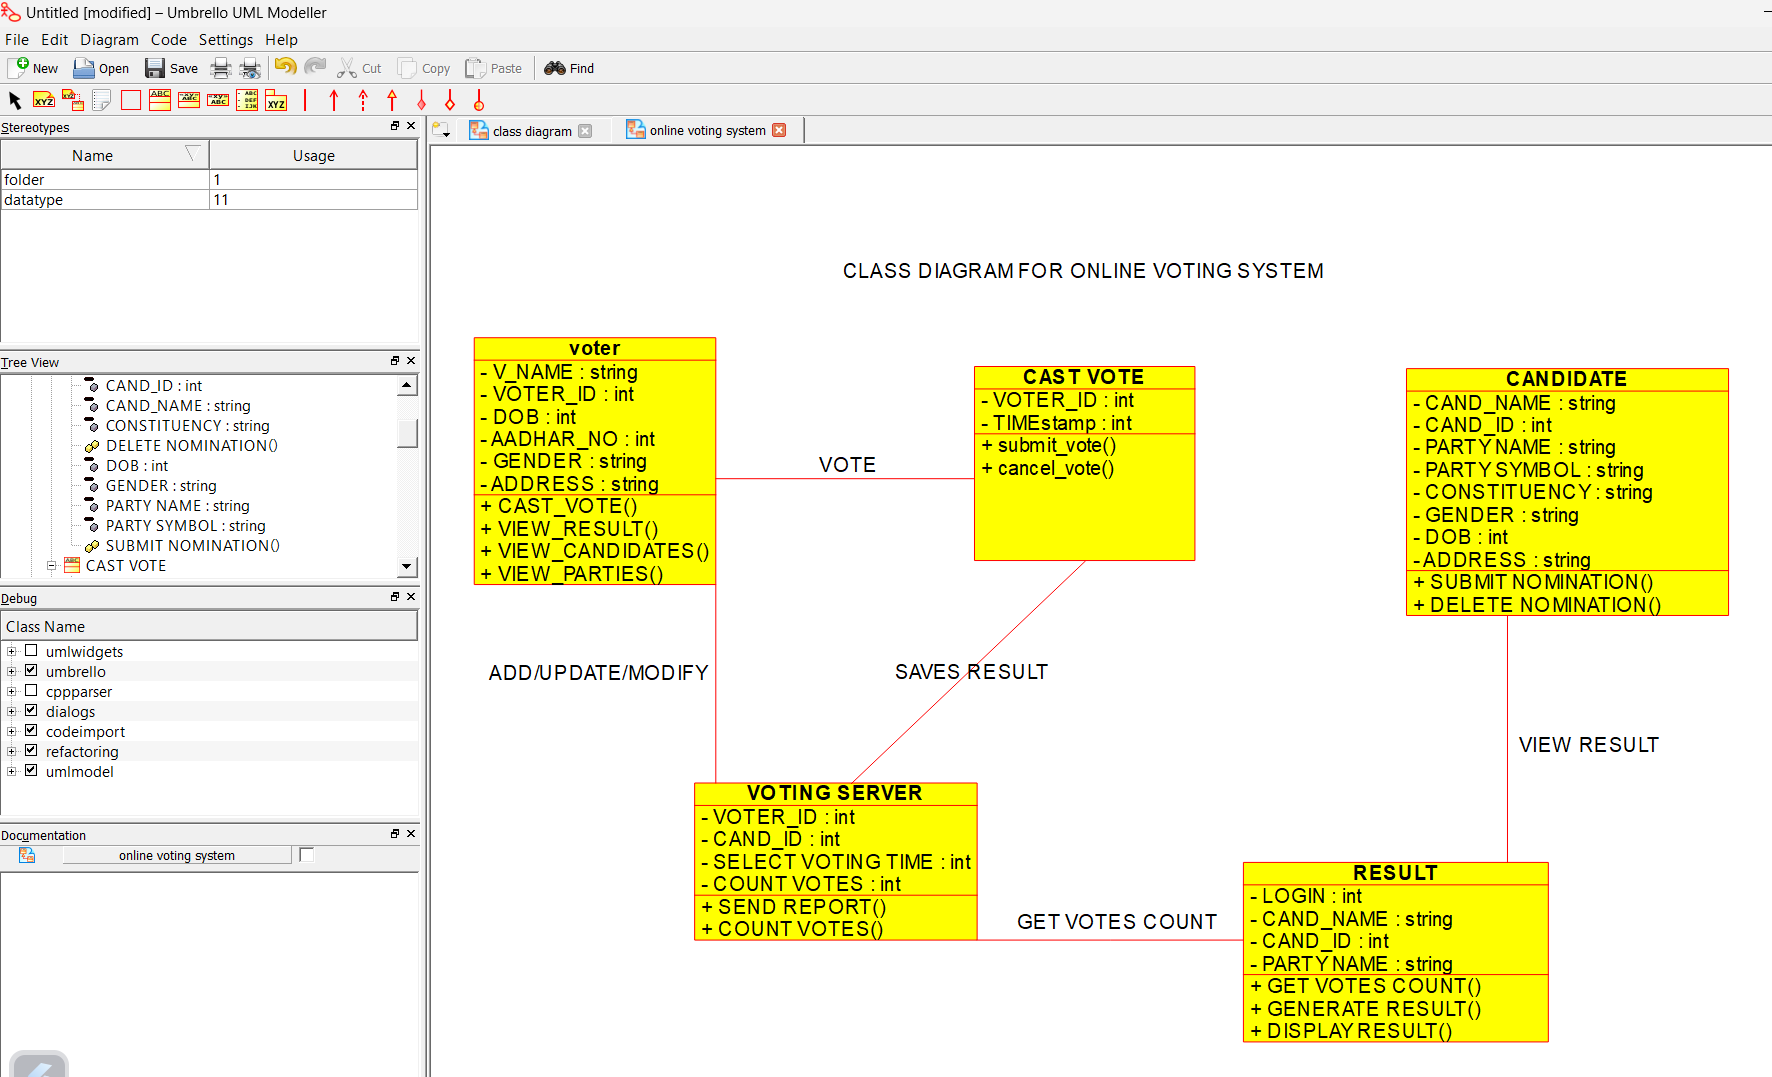 Untitled [modified] – Umbrello UML Modeller
File Edit Diagram Code Settings Help
New Open Save Cut Copy Paste Find
Stereotypes
Name Usage
folder 1
datatype 11
Tree View
CAND_ID : int
CAND_NAME : string
CONSTITUENCY : string
DELETE NOMINATION()
DOB : int
GENDER : string
PARTY NAME : string
PARTY SYMBOL : string
SUBMIT NOMINATION()
CAST VOTE
Debug
Class Name
umlwidgets
umbrello
cppparser
dialogs
codeimport
refactoring
umlmodel
Documentation
online voting system
class diagram
online voting system
CLASS DIAGRAM FOR ONLINE VOTING SYSTEM
voter
- V_NAME : string
- VOTER_ID : int
- DOB : int
- AADHAR_NO : int
- GENDER : string
- ADDRESS : string
+ CAST_VOTE()
+ VIEW_RESULT()
+ VIEW_CANDIDATES()
+ VIEW_PARTIES()
VOTE
CAST VOTE
- VOTER_ID : int
- TIMEstamp : int
+ submit_vote()
+ cancel_vote()
CANDIDATE
- CAND_NAME : string
- CAND_ID : int
- PARTY NAME : string
- PARTY SYMBOL : string
- CONSTITUENCY : string
- GENDER : string
- DOB : int
- ADDRESS : string
+ SUBMIT NOMINATION()
+ DELETE NOMINATION()
ADD/UPDATE/MODIFY
SAVES RESULT
VIEW RESULT
VOTING SERVER
- VOTER_ID : int
- CAND_ID : int
- SELECT VOTING TIME : int
- COUNT VOTES : int
+ SEND REPORT()
+ COUNT VOTES()
GET VOTES COUNT
RESULT
- LOGIN : int
- CAND_NAME : string
- CAND_ID : int
- PARTY NAME : string
+ GET VOTES COUNT()
+ GENERATE RESULT()
+ DISPLAY RESULT()